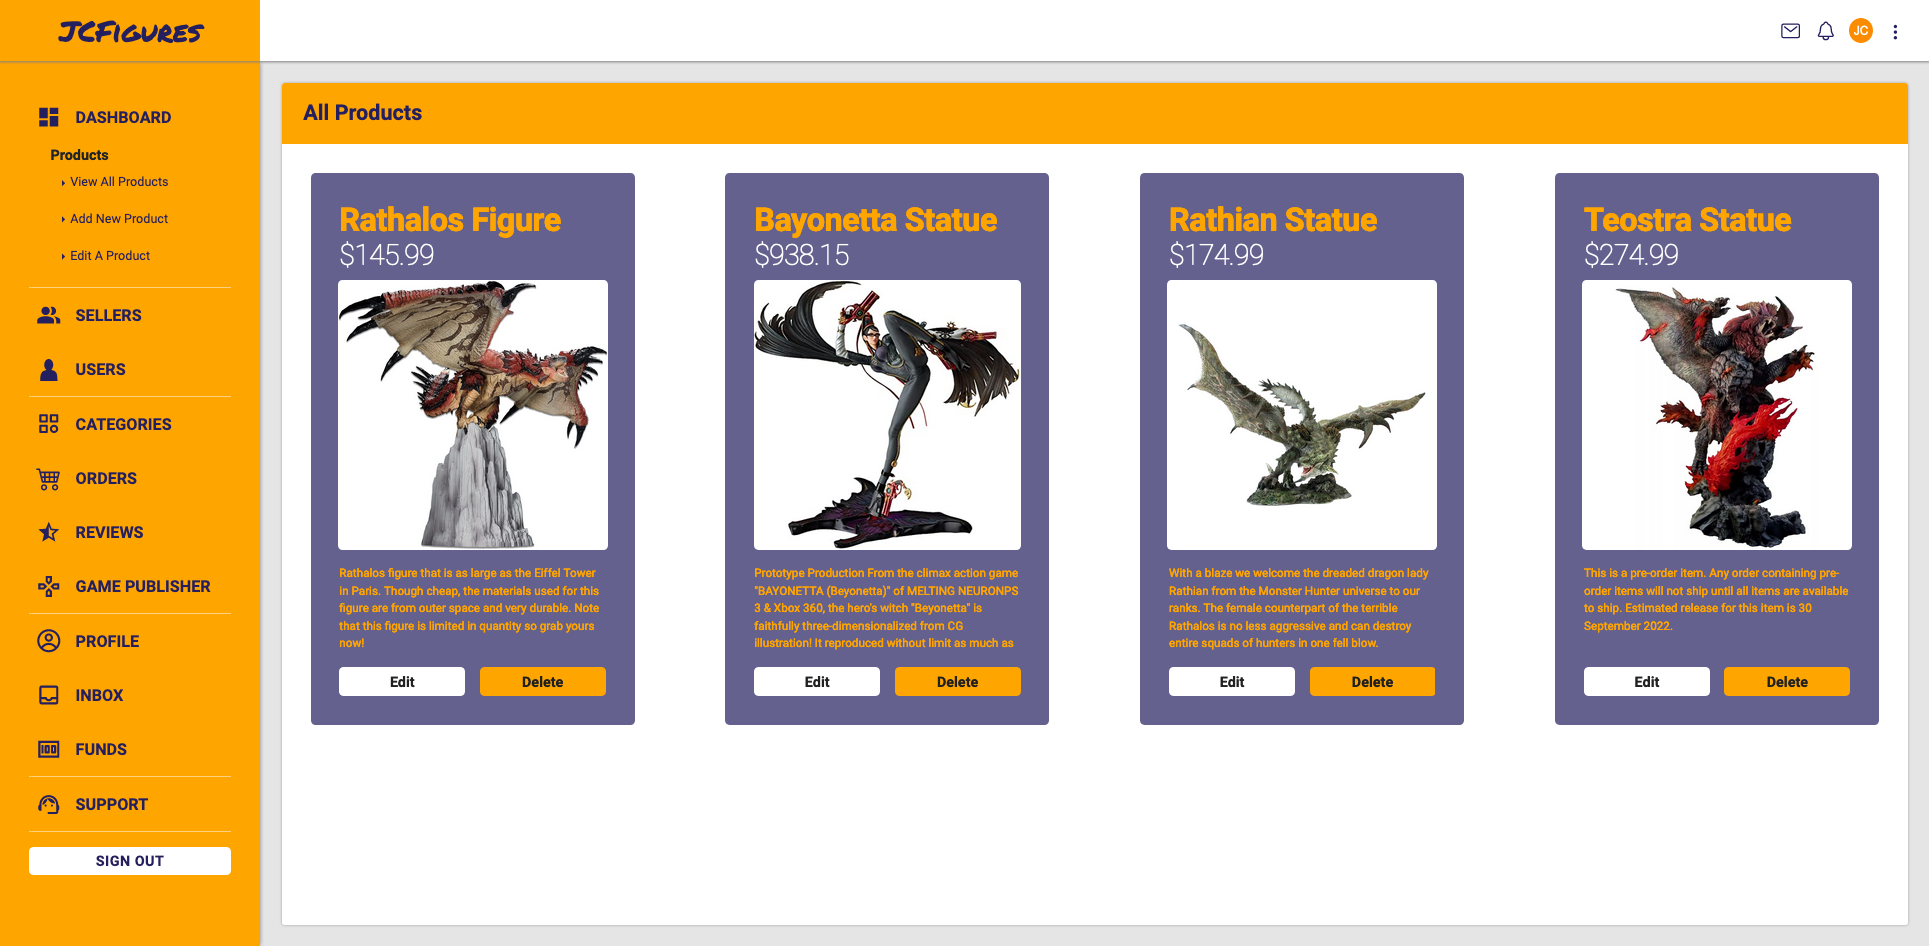 JCFigures
JC
DASHBOARD
Products
View All Products
Add New Product
Edit A Product
SELLERS
USERS
CATEGORIES
ORDERS
REVIEWS
GAME PUBLISHER
PROFILE
INBOX
FUNDS
SUPPORT
SIGN OUT
All Products
Rathalos Figure
$145.99
Rathalos figure that is as large as the Eiffel Tower
in Paris. Though cheap, the materials used for this
figure are from outer space and very durable. Note
that this figure is limited in quantity so grab yours
now!
Edit
Delete
Bayonetta Statue
$938.15
Prototype Production From the climax action game
"BAYONETTA (Beyonetta)" of MELTING NEURONPS
3 & Xbox 360, the hero's witch "Beyonetta" is
faithfully three-dimensionalized from CG
illustration! It reproduced without limit as much as
Edit
Delete
Rathian Statue
$174.99
With a blaze we welcome the dreaded dragon lady
Rathian from the Monster Hunter universe to our
ranks. The female counterpart of the terrible
Rathalos is no less aggressive and can destroy
entire squads of hunters in one fell blow.
Edit
Delete
Teostra Statue
$274.99
This is a pre-order item. Any order containing pre-
order items will not ship until all items are available
to ship. Estimated release for this item is 30
September 2022.
Edit
Delete